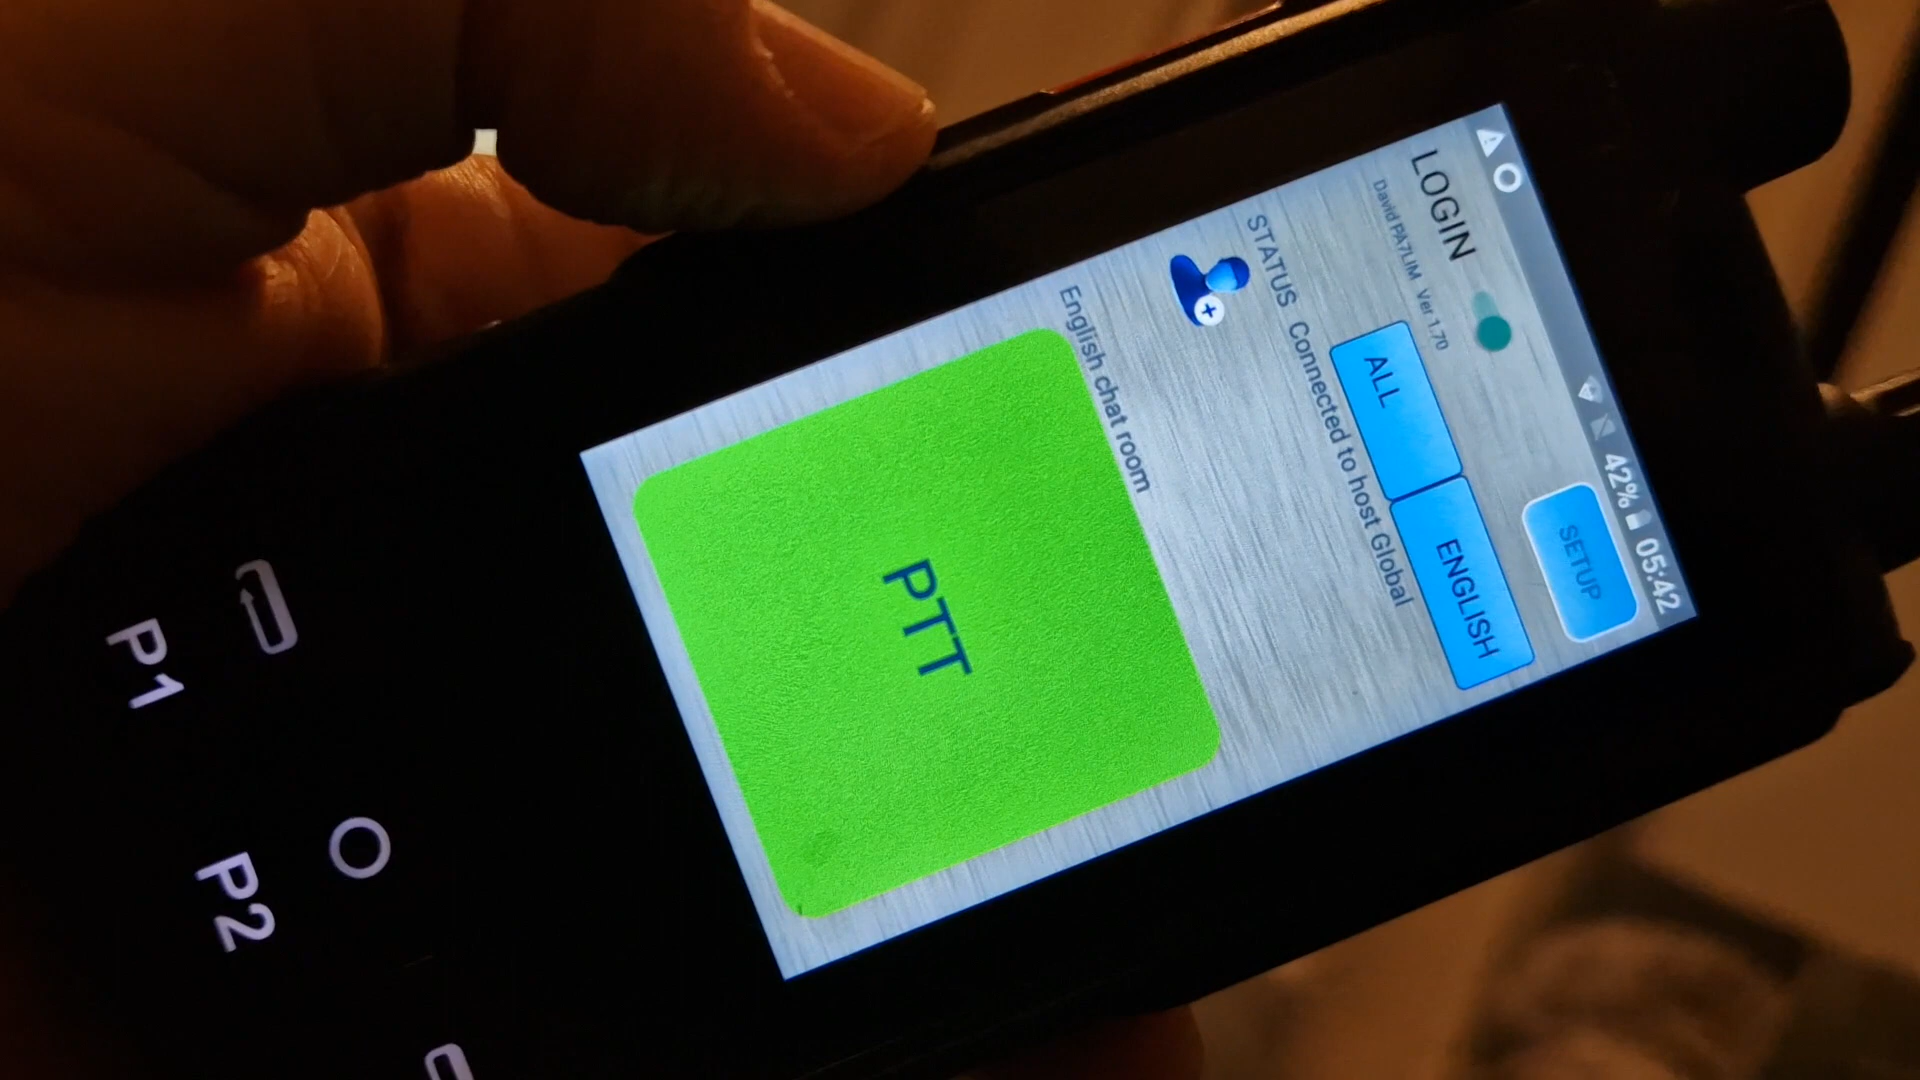 42% 05:42
LOGIN
SETUP
David PA7LIM Ver 1.70
ALL
ENGLISH
STATUS Connected to host Global
English chat room
PTT
P1
P2